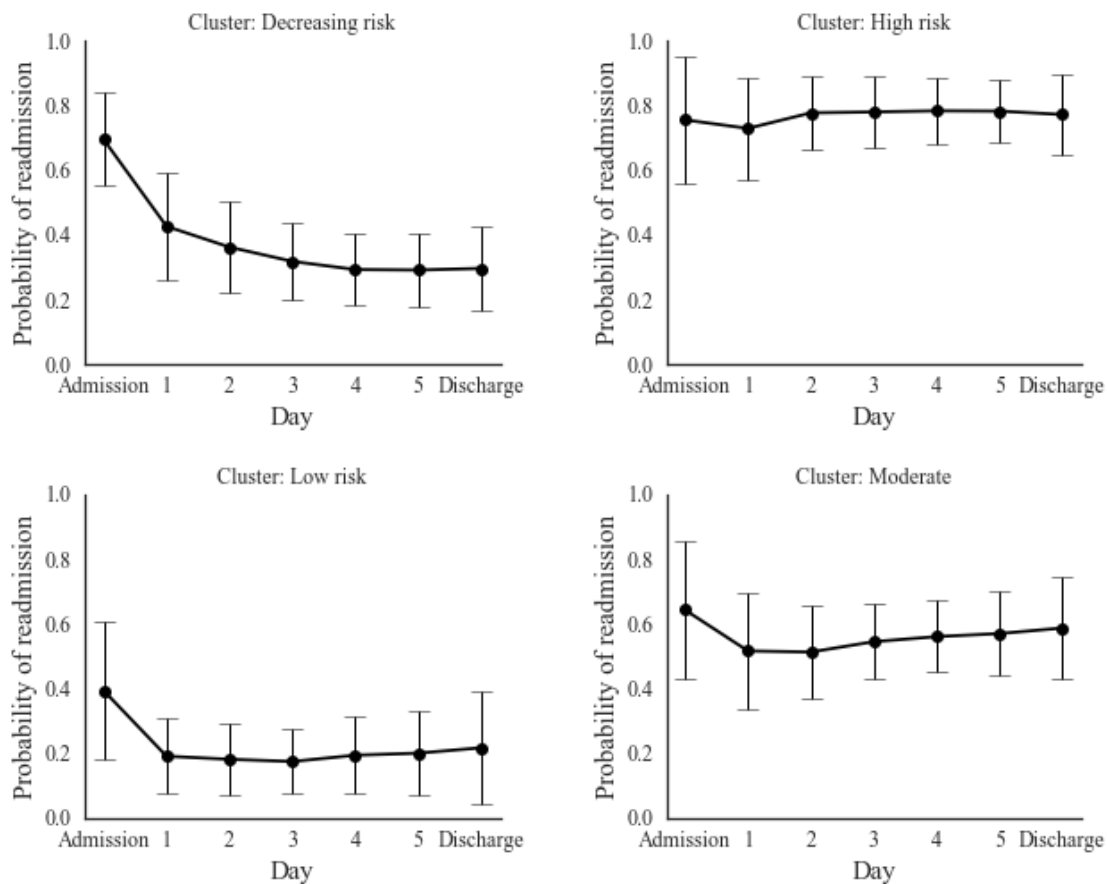 Cluster: Decreasing risk
Probability of readmission
1.0
0.8
0.6
0.4
0.2
0.0
Admission 1 2 3 4 5 Discharge
Day
Cluster: High risk
Probability of readmission
1.0
0.8
0.6
0.4
0.2
0.0
Admission 1 2 3 4 5 Discharge
Day
Cluster: Low risk
Probability of readmission
1.0
0.8
0.6
0.4
0.2
0.0
Admission 1 2 3 4 5 Discharge
Day
Cluster: Moderate
Probability of readmission
1.0
0.8
0.6
0.4
0.2
0.0
Admission 1 2 3 4 5 Discharge
Day